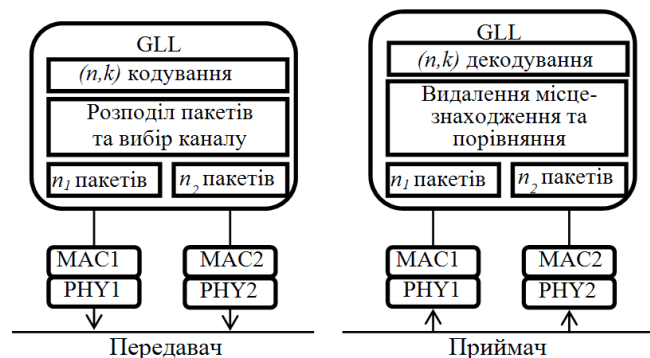 GLL
(n,k) кодування
Розподіл пакетів
та вибір каналу
n₁ пакетів
n₂ пакетів
MAC1
MAC2
PHY1
PHY2
Передавач
GLL
(n,k) декодування
Видалення місце-
знаходження та
порівняння
n₁ пакетів
n₂ пакетів
MAC1
MAC2
PHY1
PHY2
Приймач